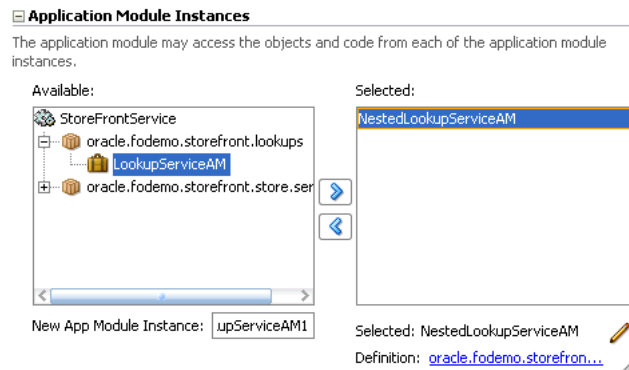 Application Module Instances
The application module may access the objects and code from each of the application module
instances.
Available:
Selected:
StoreFrontService
NestedLookupServiceAM
oracle.fodemo.storefront.lookups
LookupServiceAM
oracle.fodemo.storefront.store.ser
New App Module Instance: upServiceAM1
Selected: NestedLookupServiceAM
Definition: oracle.fodemo.storefron...